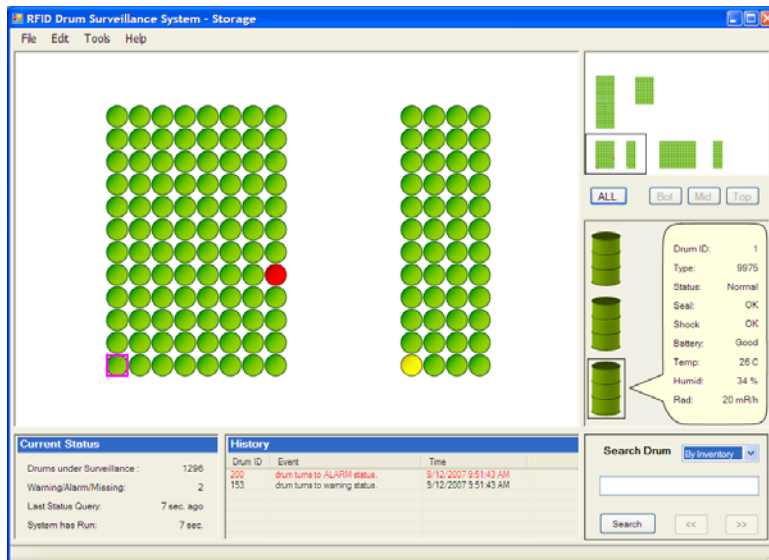 RFID Drum Surveillance System - Storage
File Edit Tools Help
ALL Bot Mid Top
Drum ID: 1
Type: 9975
Status: Normal
Seal: OK
Shock OK
Battery: Good
Temp: 26 C
Humid: 34 %
Rad: 20 mR/h
Current Status
Drums under Surveillance : 1296
Warning/Alarm/Missing: 2
Last Status Query: 7 sec. ago
System has Run: 7 sec.
History
Drum ID Event Time
200 drum turns to ALARM status. 9/12/2007 9:51:43 AM
153 drum turns to warning status. 9/12/2007 9:51:43 AM
Search Drum By Inventory
Search << >>